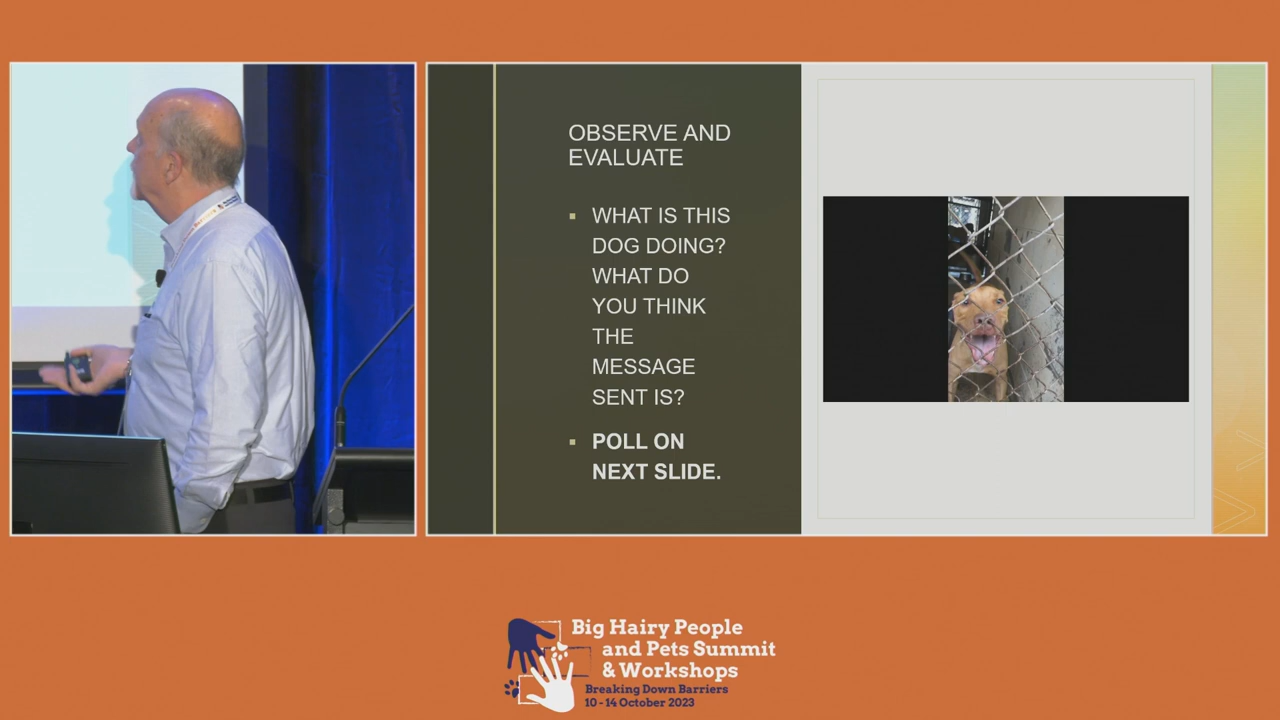 OBSERVE AND
EVALUATE
▪ WHAT IS THIS
DOG DOING?
WHAT DO
YOU THINK
THE
MESSAGE
SENT IS?
▪ POLL ON
NEXT SLIDE.
Big Hairy People
and Pets Summit
& Workshops
Breaking Down Barriers
10 - 14 October 2023